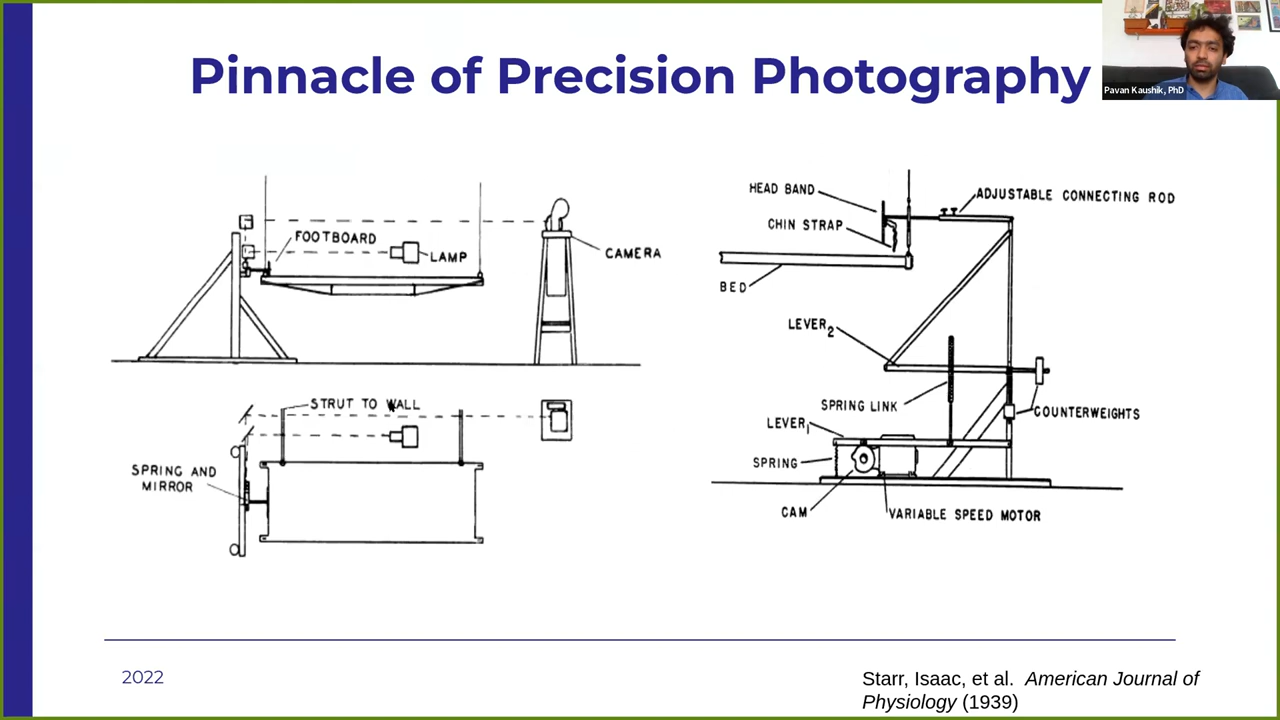 Pinnacle of Precision Photography
Pavan Kaushik, PhD
FOOTBOARD
LAMP
CAMERA
STRUT TO WALL
SPRING AND
MIRROR
HEAD BAND
ADJUSTABLE CONNECTING ROD
CHIN STRAP
BED
LEVER2
SPRING LINK
COUNTERWEIGHTS
LEVER1
SPRING
CAM
VARIABLE SPEED MOTOR
2022
Starr, Isaac, et al. American Journal of
Physiology (1939)